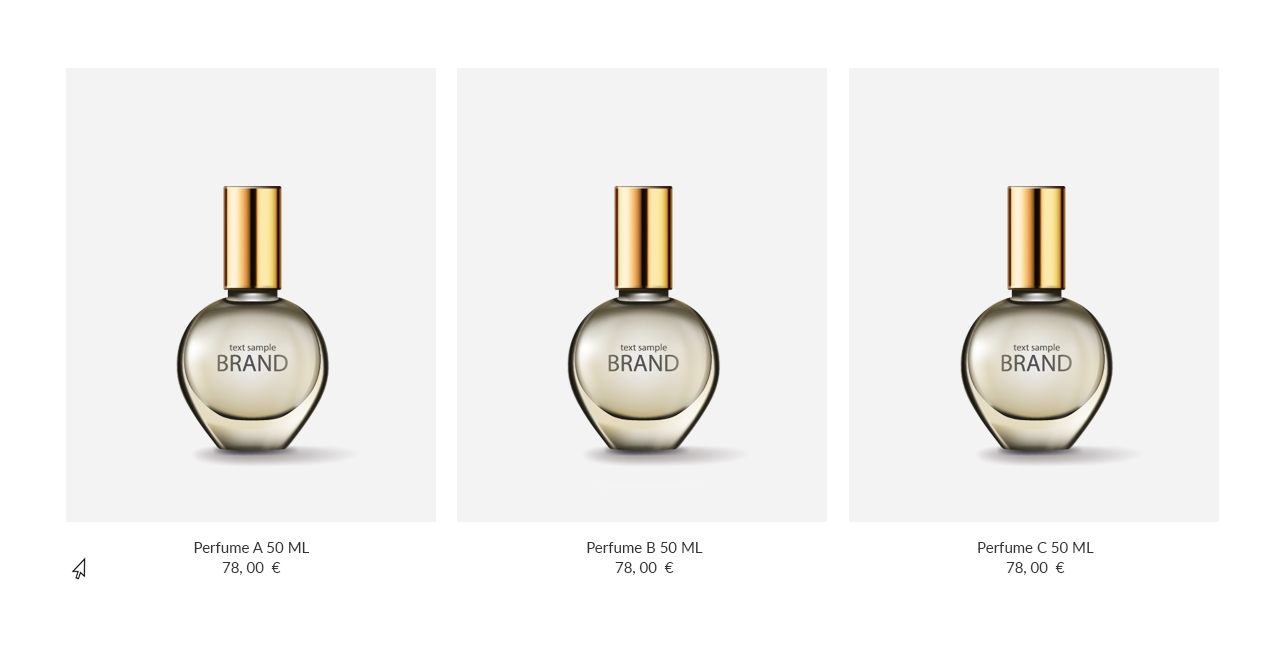 text sample
BRAND
text sample
BRAND
text sample
BRAND
Perfume A 50 ML
78, 00 €
Perfume B 50 ML
78, 00 €
Perfume C 50 ML
78, 00 €